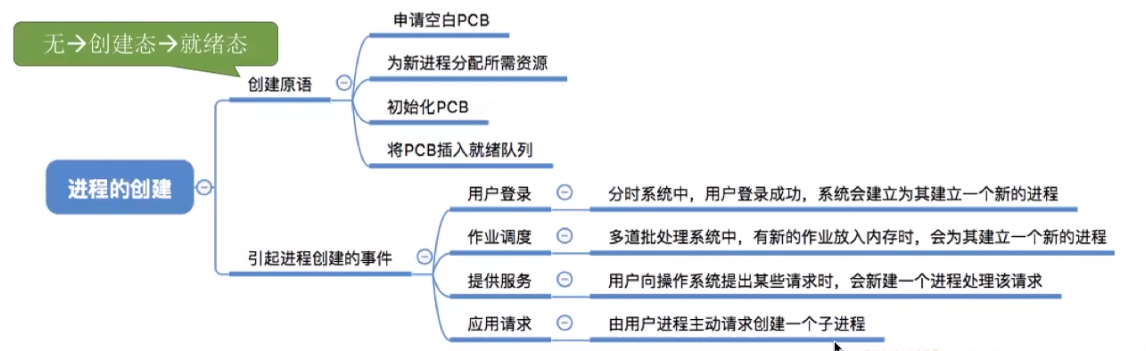 无→创建态→就绪态
创建原语
申请空白PCB
为新进程分配所需资源
初始化PCB
将PCB插入就绪队列
进程的创建
引起进程创建的事件
用户登录
分时系统中，用户登录成功，系统会建立为其建立一个新的进程
作业调度
多道批处理系统中，有新的作业放入内存时，会为其建立一个新的进程
提供服务
用户向操作系统提出某些请求时，会新建一个进程处理该请求
应用请求
由用户进程主动请求创建一个子进程